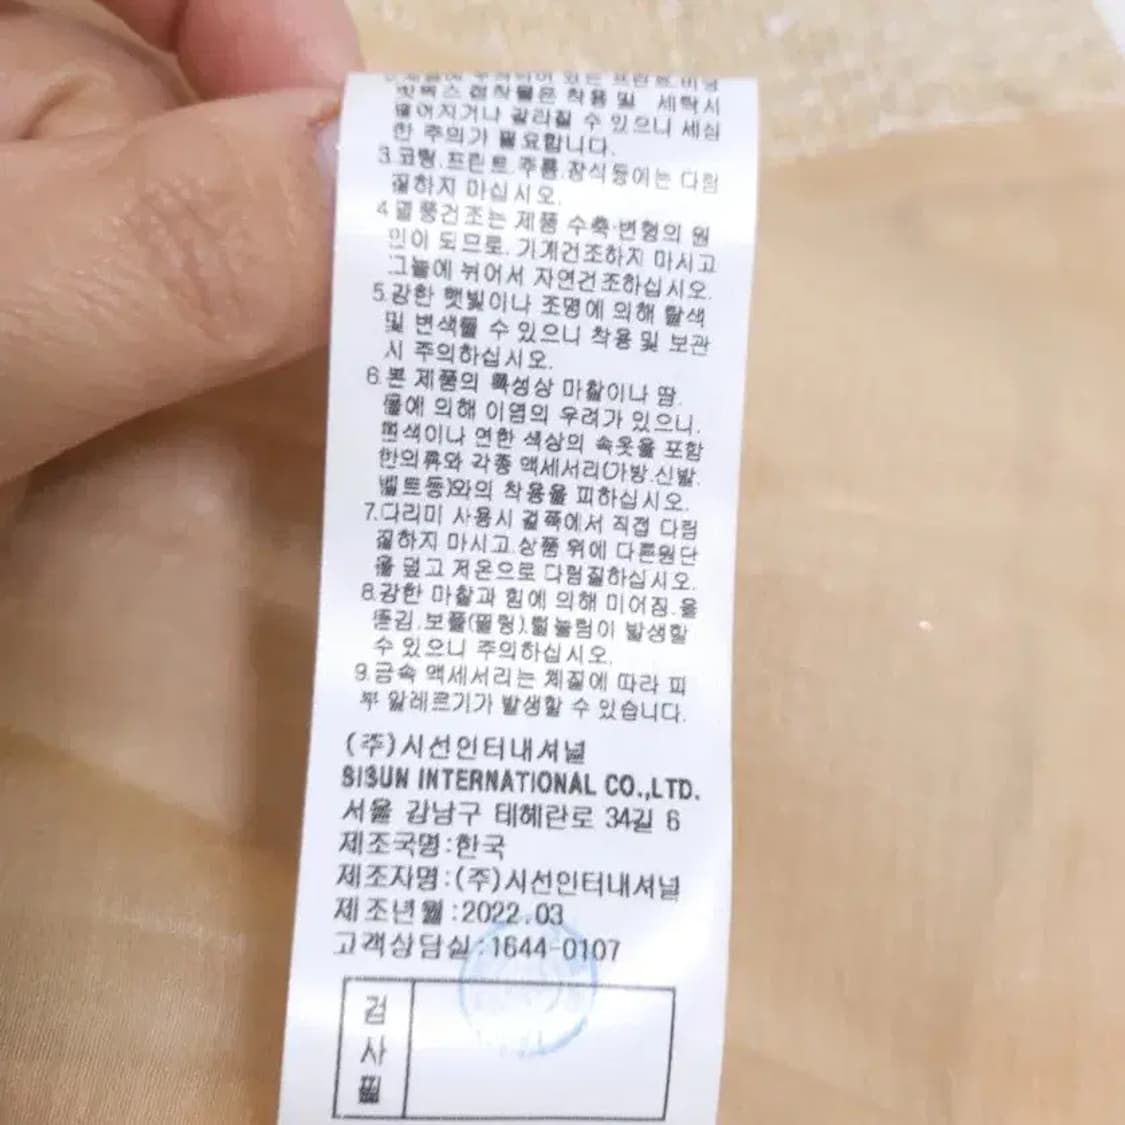 벗벅스 접착물은 착용 및 세탁시
떨어지거나 갈라질 수 있으니 세심
한 주의가 필요합니다.
3.코팅.프린트.주름.장식등에는 다림
질하지 마십시오.
4.열풍건조는 제품 수축·변형의 원
인이 되므로. 기계건조하지 마시고
그늘에 뉘어서 자연건조하십시오.
5.강한 햇빛이나 조명에 의해 탈색
및 변색될 수 있으니 착용 및 보관
시 주의하십시오.
6.본 제품의 특성상 마찰이나 땀.
물에 의해 이염의 우려가 있으니.
흰색이나 연한 색상의 속옷을 포함
한의류와 각종 액세서리(가방.신발.
벨트등)와의 착용을 피하십시오.
7.다리미 사용시 겉쪽에서 직접 다림
질하지 마시고.상품 위에 다른원단
을 덮고 저온으로 다림질하십시오.
8.강한 마찰과 힘에 의해 미어짐.올
뜯김.보풀(필링).털눌림이 발생할
수 있으니 주의하십시오.
9.금속 액세서리는 체질에 따라 피
부 알레르기가 발생할 수 있습니다.
(주)시선인터내셔널
SISUN INTERNATIONAL CO.,LTD.
서울 강남구 테헤란로 34길 6
제조국명:한국
제조자명:(주)시선인터내셔널
제조년월:2022.03
고객상담실:1644-0107
검
사
필